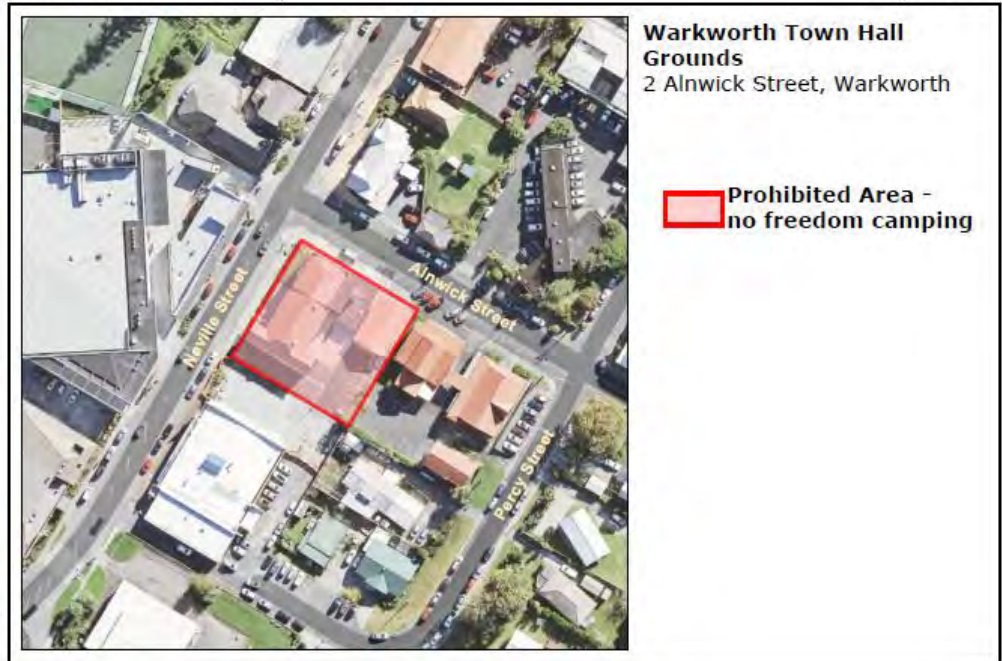 Warkworth Town Hall
Grounds
2 Alnwick Street, Warkworth
Prohibited Area -
no freedom camping
Alnwick Street
Neville Street
Percy Street